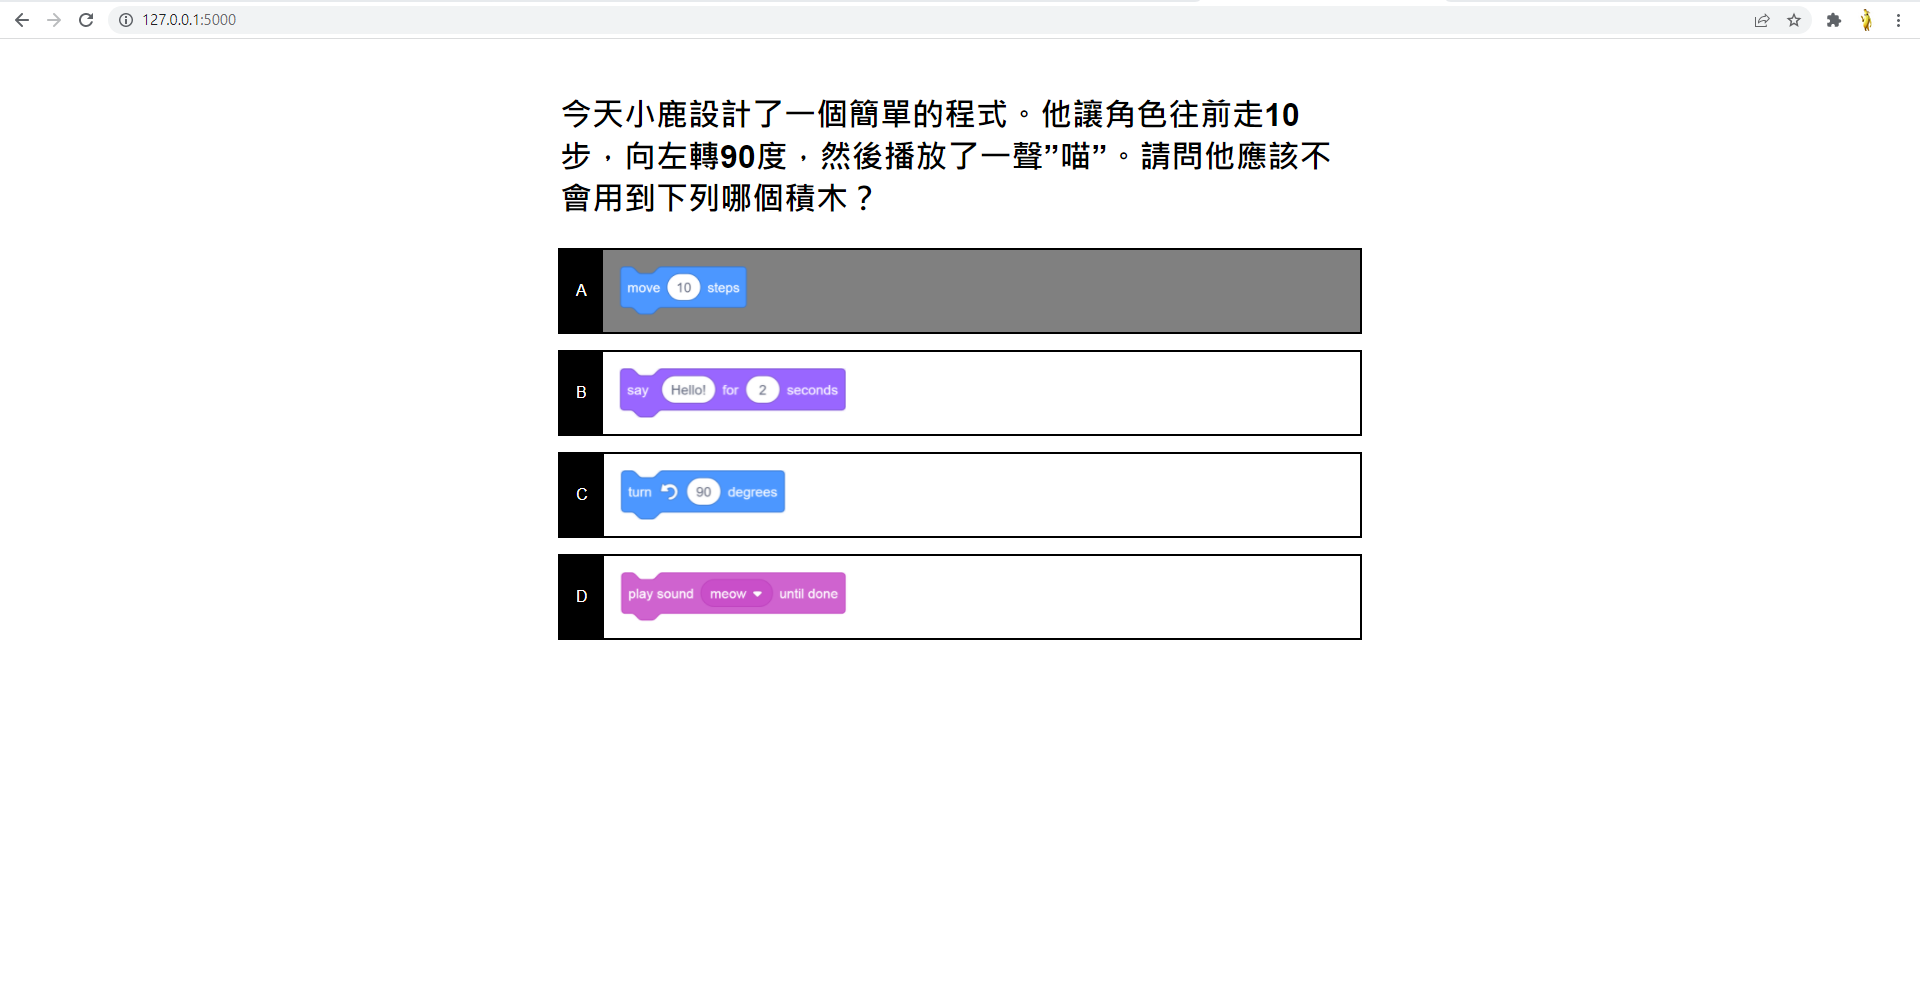 127.0.0.1:5000
今天小鹿設計了一個簡單的程式。他讓角色往前走10
步，向左轉90度，然後播放了一聲”喵”。請問他應該不
會用到下列哪個積木？
A move 10 steps
B say Hello! for 2 seconds
C turn 90 degrees
D play sound meow until done